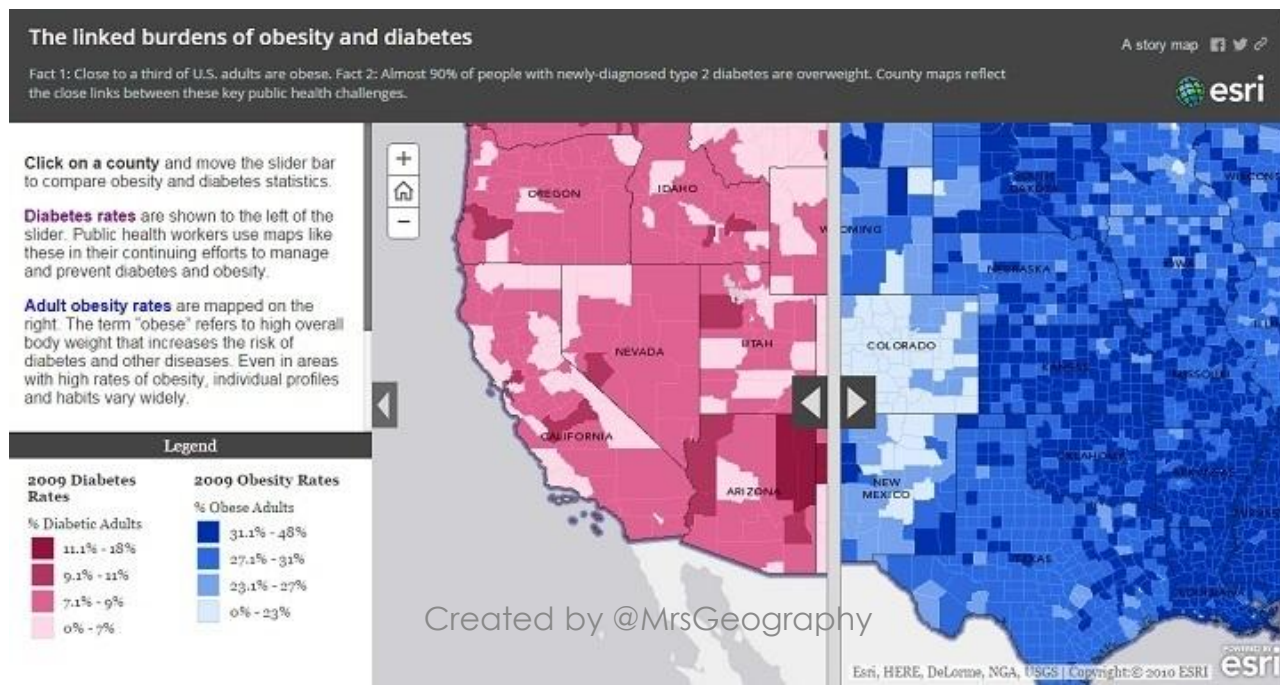 The linked burdens of obesity and diabetes
A story map
Fact 1: Close to a third of U.S. adults are obese. Fact 2: Almost 90% of people with newly-diagnosed type 2 diabetes are overweight. County maps reflect
the close links between these key public health challenges.
esri
Click on a county and move the slider bar
to compare obesity and diabetes statistics.
Diabetes rates are shown to the left of the
slider. Public health workers use maps like
these in their continuing efforts to manage
and prevent diabetes and obesity.
Adult obesity rates are mapped on the
right. The term "obese" refers to high overall
body weight that increases the risk of
diabetes and other diseases. Even in areas
with high rates of obesity, individual profiles
and habits vary widely.
Legend
2009 Diabetes
Rates
% Diabetic Adults
11.1% - 18%
9.1% - 11%
7.1% - 9%
0% - 7%
2009 Obesity Rates
% Obese Adults
31.1% - 48%
27.1% - 31%
23.1% - 27%
0% - 23%
+
−
OREGON
IDAHO
WYOMING
DAKOTA
WISCONS
NEBRASKA
IOWA
NEVADA
UTAH
COLORADO
ILLI
KANSAS
MISSOURI
CALIFORNIA
ARIZONA
NEW
MEXICO
OKLAHOMA
ARKANSAS
TEXAS
LOUISIANA
Created by @MrsGeography
Esri, HERE, DeLorme, NGA, USGS | Copyright:© 2010 ESRI
POWERED BY
esri